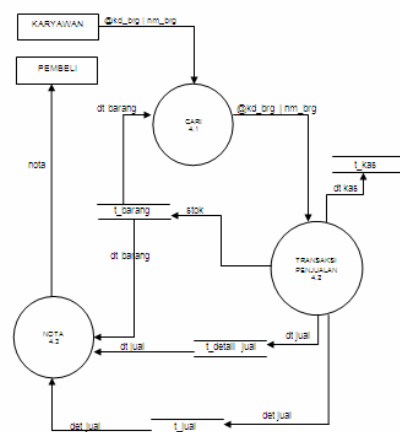 KARYAWAN
@kd_brg | nm_brg
PEMBELI
dt barang
CARI
4.1
@kd_brg | nm_brg
nota
t_kas
dt kas
t_barang
stok
dt barang
TRANSAKSI
PENJUALAN
4.2
NOTA
4.3
dt jual
dt jual
t_detail_jual
det jual
det jual
t_jual